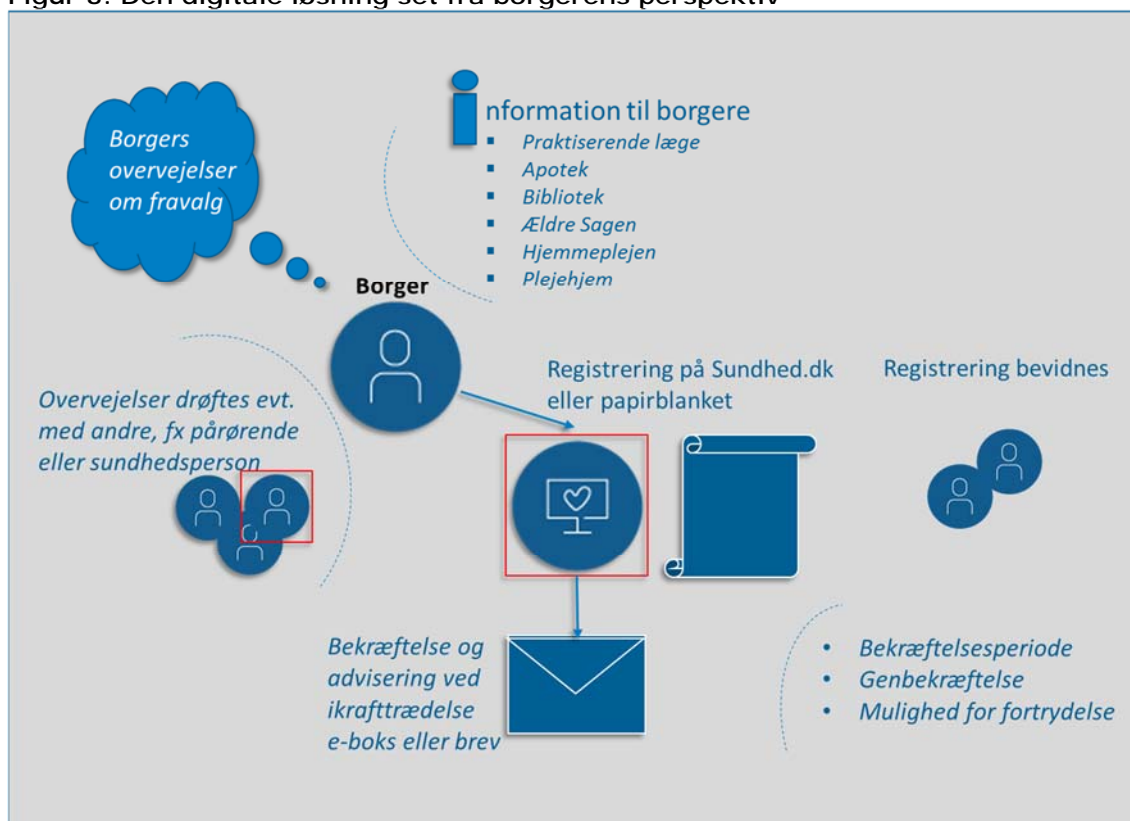 Figur Den digitale løsning set fra borgerens perspektiv
Borgers
overvejelser
om fravalg
information til borgere
▪ Praktiserende læge
▪ Apotek
▪ Bibliotek
▪ Ældre Sagen
▪ Hjemmeplejen
▪ Plejehjem
Borger
Overvejelser drøftes evt.
med andre, fx pårørende
eller sundhedsperson
Registrering på Sundhed.dk
eller papirblanket
Registrering bevidnes
Bekræftelse og
advisering ved
ikrafttrædelse
e-boks eller brev
• Bekræftelsesperiode
• Genbekræftelse
• Mulighed for fortrydelse